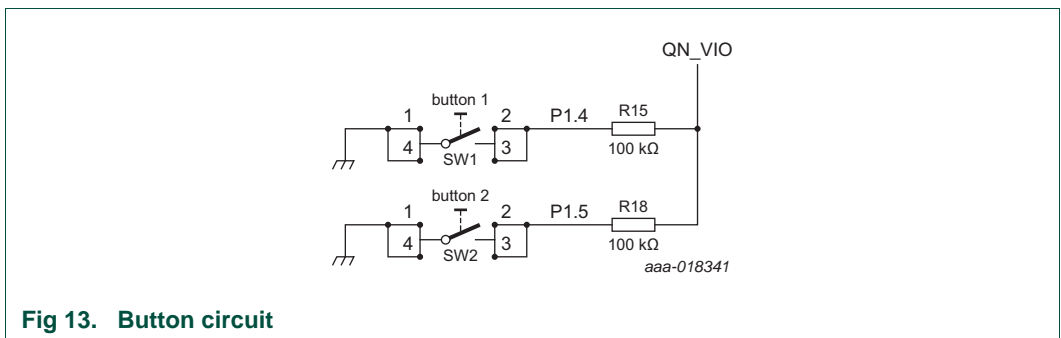 QN_VIO
button 1
1 2 P1.4 R15
4 3
SW1 100 kΩ
button 2
1 2 P1.5 R18
4 3
SW2 100 kΩ
aaa-018341
Fig 13. Button circuit